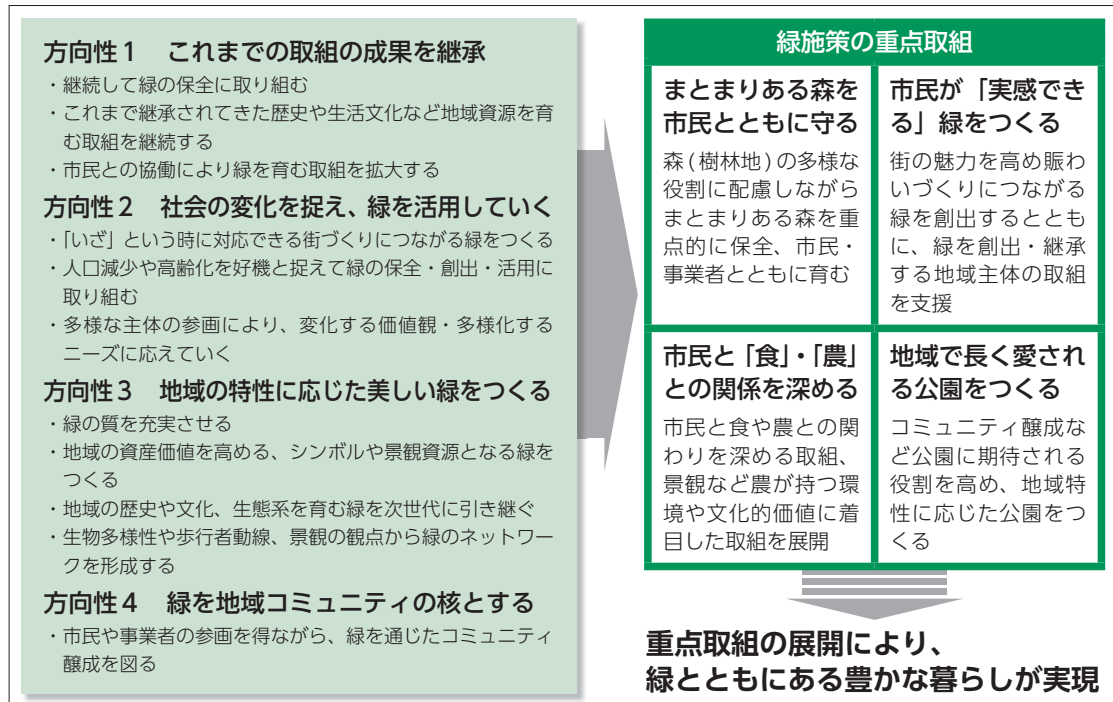 方向性1　これまでの取組の成果を継承
・継続して緑の保全に取り組む
・これまで継承されてきた歴史や生活文化など地域資源を育
む取組を継続する
・市民との協働により緑を育む取組を拡大する
方向性2　社会の変化を捉え、緑を活用していく
・「いざ」という時に対応できる街づくりにつながる緑をつくる
・人口減少や高齢化を好機と捉えて緑の保全・創出・活用に
取り組む
・多様な主体の参画により、変化する価値観・多様化する
ニーズに応えていく
方向性3　地域の特性に応じた美しい緑をつくる
・緑の質を充実させる
・地域の資産価値を高める、シンボルや景観資源となる緑を
つくる
・地域の歴史や文化、生態系を育む緑を次世代に引き継ぐ
・生物多様性や歩行者動線、景観の観点から緑のネットワー
クを形成する
方向性4　緑を地域コミュニティの核とする
・市民や事業者の参画を得ながら、緑を通じたコミュニティ
醸成を図る
緑施策の重点取組
まとまりある森を
市民とともに守る
森(樹林地)の多様な
役割に配慮しながら
まとまりある森を重
点的に保全、市民・
事業者とともに育む
市民が「実感でき
る」緑をつくる
街の魅力を高め賑わ
いづくりにつながる
緑を創出するととも
に、緑を創出・継承
する地域主体の取組
を支援
市民と「食」・「農」
との関係を深める
市民と食や農との関
わりを深める取組、
景観など農が持つ環
境や文化的価値に着
目した取組を展開
地域で長く愛され
る公園をつくる
コミュニティ醸成な
ど公園に期待される
役割を高め、地域特
性に応じた公園をつ
くる
重点取組の展開により、
緑とともにある豊かな暮らしが実現